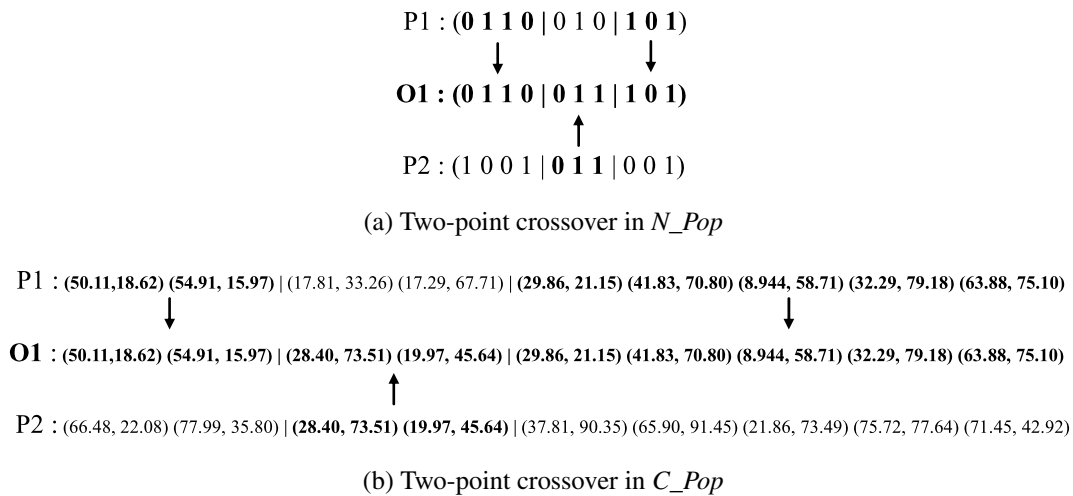 P1 : (0 1 1 0 | 0 1 0 | 1 0 1)
O1 : (0 1 1 0 | 0 1 1 | 1 0 1)
P2 : (1 0 0 1 | 0 1 1 | 0 0 1)
(a) Two-point crossover in N_Pop
P1 : (50.11,18.62) (54.91, 15.97) | (17.81, 33.26) (17.29, 67.71) | (29.86, 21.15) (41.83, 70.80) (8.944, 58.71) (32.29, 79.18) (63.88, 75.10)
O1 : (50.11,18.62) (54.91, 15.97) | (28.40, 73.51) (19.97, 45.64) | (29.86, 21.15) (41.83, 70.80) (8.944, 58.71) (32.29, 79.18) (63.88, 75.10)
P2 : (66.48, 22.08) (77.99, 35.80) | (28.40, 73.51) (19.97, 45.64) | (37.81, 90.35) (65.90, 91.45) (21.86, 73.49) (75.72, 77.64) (71.45, 42.92)
(b) Two-point crossover in C_Pop